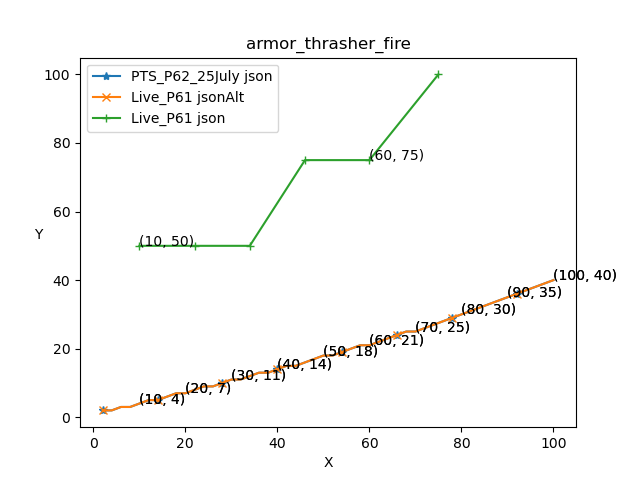 armor_thrasher_fire
PTS_P62_25July json
Live_P61 jsonAlt
Live_P61 json
100
80
60
40
20
0
Y
(60, 75)
(10, 50)
(100, 40)
(90, 35)
(80, 30)
(70, 25)
(60, 21)
(50, 18)
(40, 14)
(30, 11)
(20, 7)
(10, 4)
0 20 40 60 80 100
X